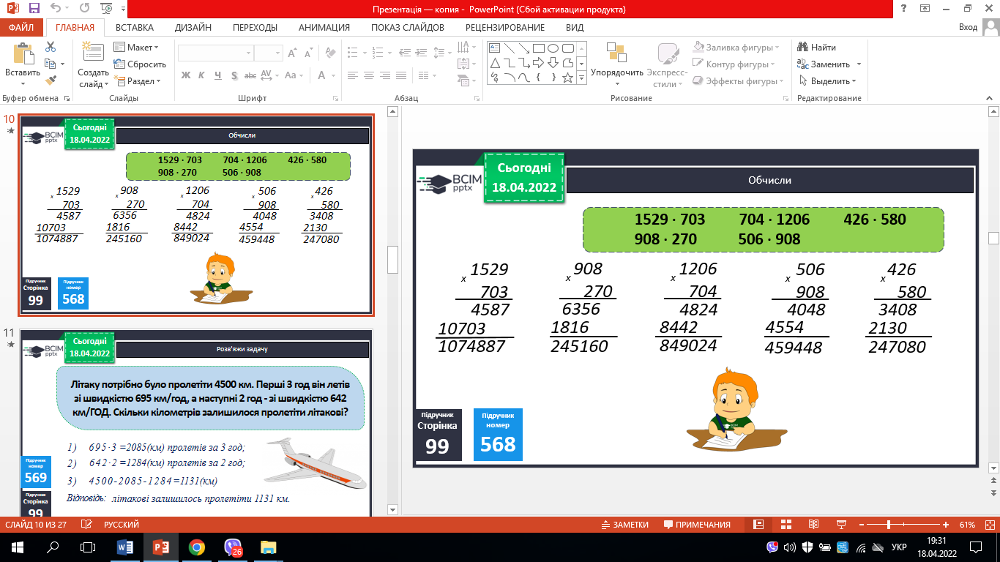 Презентація — копия - PowerPoint (Сбой активации продукта)
ФАЙЛ ГЛАВНАЯ ВСТАВКА ДИЗАЙН ПЕРЕХОДЫ АНИМАЦИЯ ПОКАЗ СЛАЙДОВ РЕЦЕНЗИРОВАНИЕ ВИД Вход
Вставить
Создать слайд
Макет
Сбросить
Раздел
Ж К Ч S abc AV Aa А
Упорядочить
Экспресс-стили
Заливка фигуры
Контур фигуры
Эффекты фигуры
Найти
Заменить
Выделить
Буфер обмена Слайды Шрифт Абзац Рисование Редактирование
10
ВСІМ pptx
Сьогодні
18.04.2022
Обчисли
1529 · 703 704 · 1206 426 · 580
908 · 270 506 · 908
1529 908 1206 506 426
х х х х х
703 270 704 908 580
4587 6356 4824 4048 3408
10703 1816 8442 4554 2130
1074887 245160 849024 459448 247080
Підручник
Сторінка
99
Підручник
номер
568
11
ВСІМ pptx
Сьогодні
18.04.2022
Розв'яжи задачу
Літаку потрібно було пролетіти 4500 км. Перші 3 год він летів
зі швидкістю 695 км/год, а наступні 2 год - зі швидкістю 642
км/ГОД. Скільки кілометрів залишилося пролетіти літакові?
1) 695·3 =2085(км) пролетів за 3 год;
2) 642·2 =1284(км) пролетів за 2 год;
3) 4500-2085-1284=1131(км)
Відповідь: літакові залишилось пролетіти 1131 км.
Підручник
номер
569
Підручник
Сторінка
99
ВСІМ
pptx
Сьогодні
18.04.2022
Обчисли
1529 · 703 704 · 1206 426 · 580
908 · 270 506 · 908
1529 908 1206 506 426
х х х х х
703 270 704 908 580
4587 6356 4824 4048 3408
10703 1816 8442 4554 2130
1074887 245160 849024 459448 247080
Підручник
Сторінка
99
Підручник
номер
568
СЛАЙД 10 ИЗ 27 РУССКИЙ ЗАМЕТКИ ПРИМЕЧАНИЯ 61%
26 УКР 19:31
18.04.2022